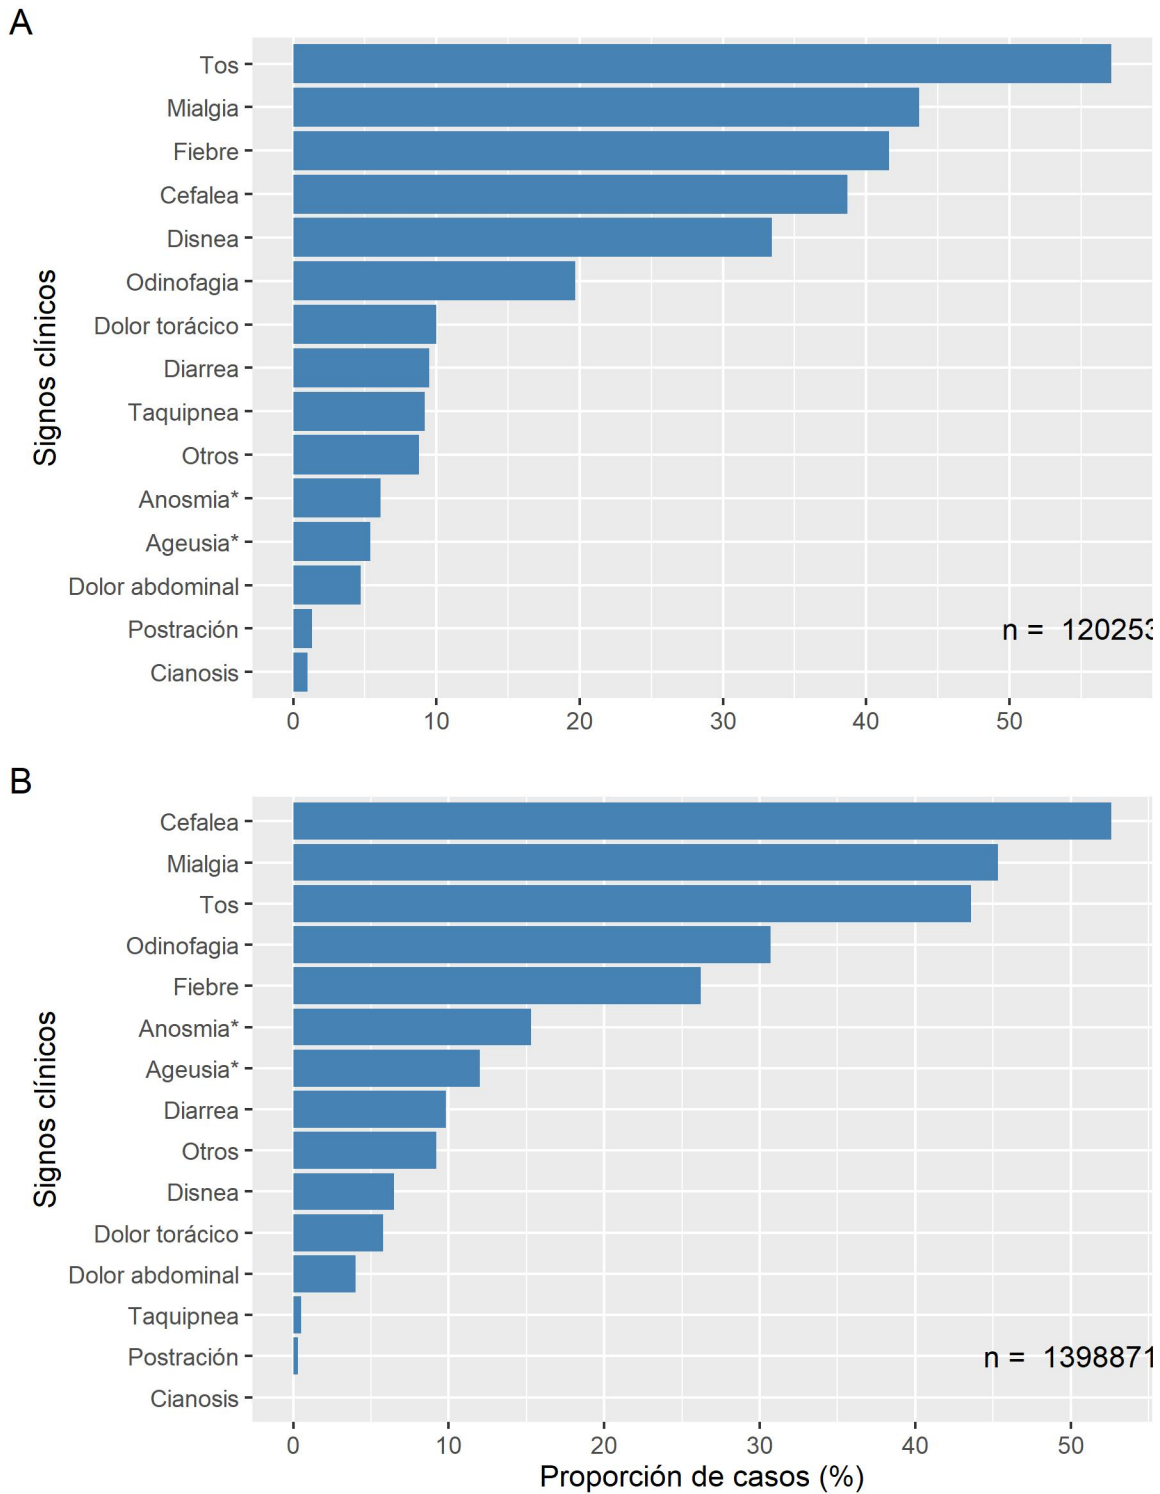 A
Tos
Mialgia
Fiebre
Cefalea
Disnea
Odinofagia
Dolor torácico
Diarrea
Taquipnea
Otros
Anosmia*
Ageusia*
Dolor abdominal
Postración
Cianosis
Signos clínicos
n = 120253
0 10 20 30 40 50
B
Cefalea
Mialgia
Tos
Odinofagia
Fiebre
Anosmia*
Ageusia*
Diarrea
Otros
Disnea
Dolor torácico
Dolor abdominal
Taquipnea
Postración
Cianosis
Signos clínicos
n = 1398871
0 10 20 30 40 50
Proporción de casos (%)